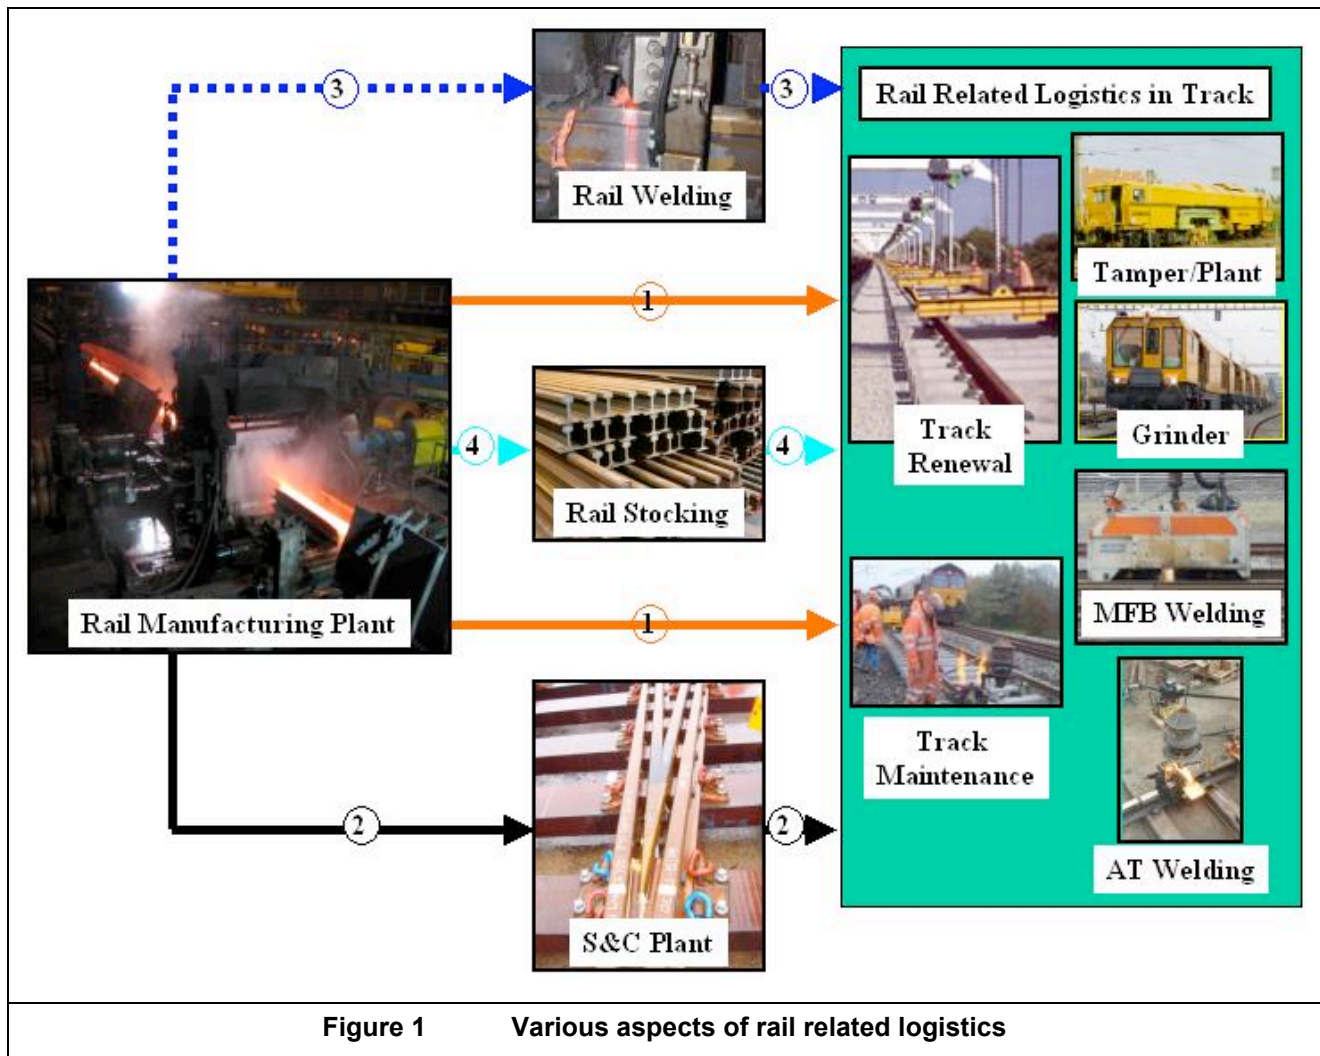 3
3
Rail Related Logistics in Track
Rail Welding
Tamper/Plant
1
Grinder
Track
Renewal
4
4
Rail Stocking
Rail Manufacturing Plant
1
MFB Welding
Track
Maintenance
2
2
AT Welding
S&C Plant
Figure 1 Various aspects of rail related logistics